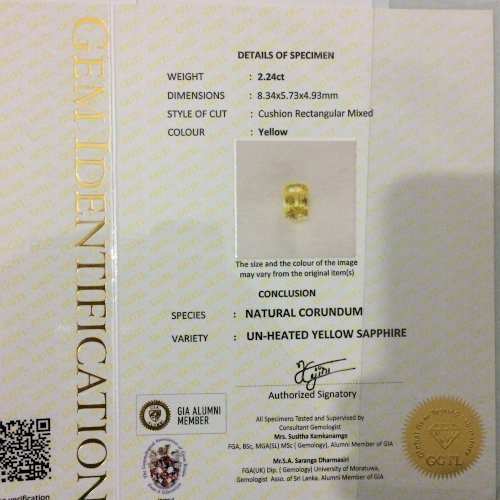 GEM IDENTIFICATION
DETAILS OF SPECIMEN
WEIGHT : 2.24ct
DIMENSIONS : 8.34x5.73x4.93mm
STYLE OF CUT : Cushion Rectangular Mixed
COLOUR : Yellow
The size and the colour of the image
may vary from the original item(s)
CONCLUSION
SPECIES : NATURAL CORUNDUM
VARIETY : UN-HEATED YELLOW SAPPHIRE
Authorized Signatory
GIA ALUMNI
MEMBER
All Specimens Tested and Supervised by
Consultant Gemologist
Mrs. Susitha Kamkanamge
FGA, BSc, MGA(SL) MSc ( Gemology), Alumni Member of GIA
Mr.S.A. Saranga Dharmasiri
FGA(UK) Dip. ( Gemology) University of Moratuwa,
Gemologist Asso. of Sri Lanka. Alumni Member of GIA
GGTL
verification